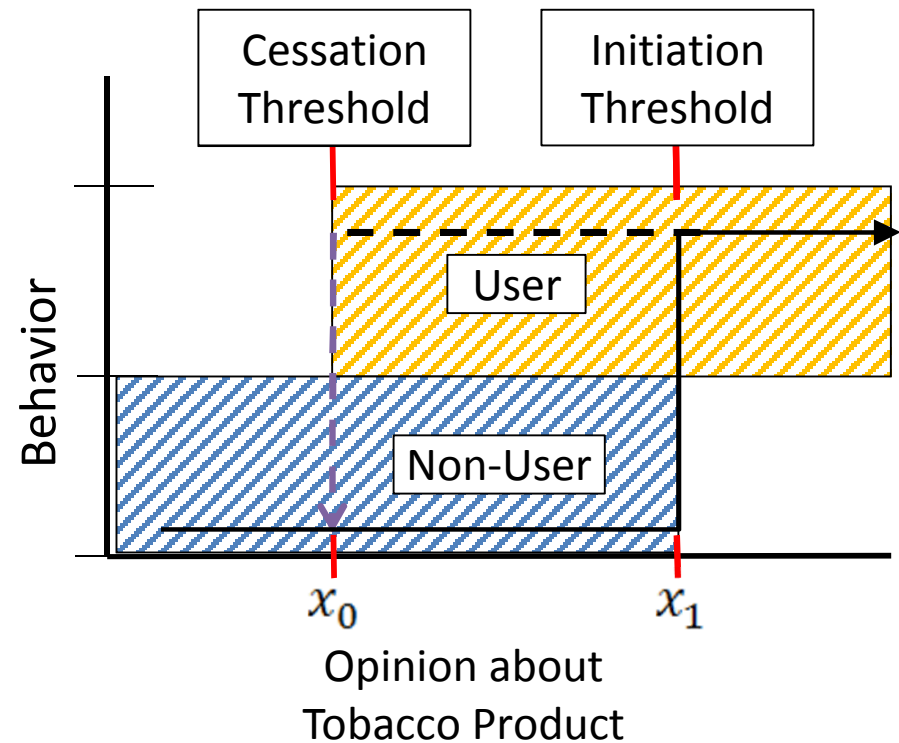 Cessation
Threshold
Initiation
Threshold
User
Behavior
Non-User
x₀
x₁
Opinion about
Tobacco Product